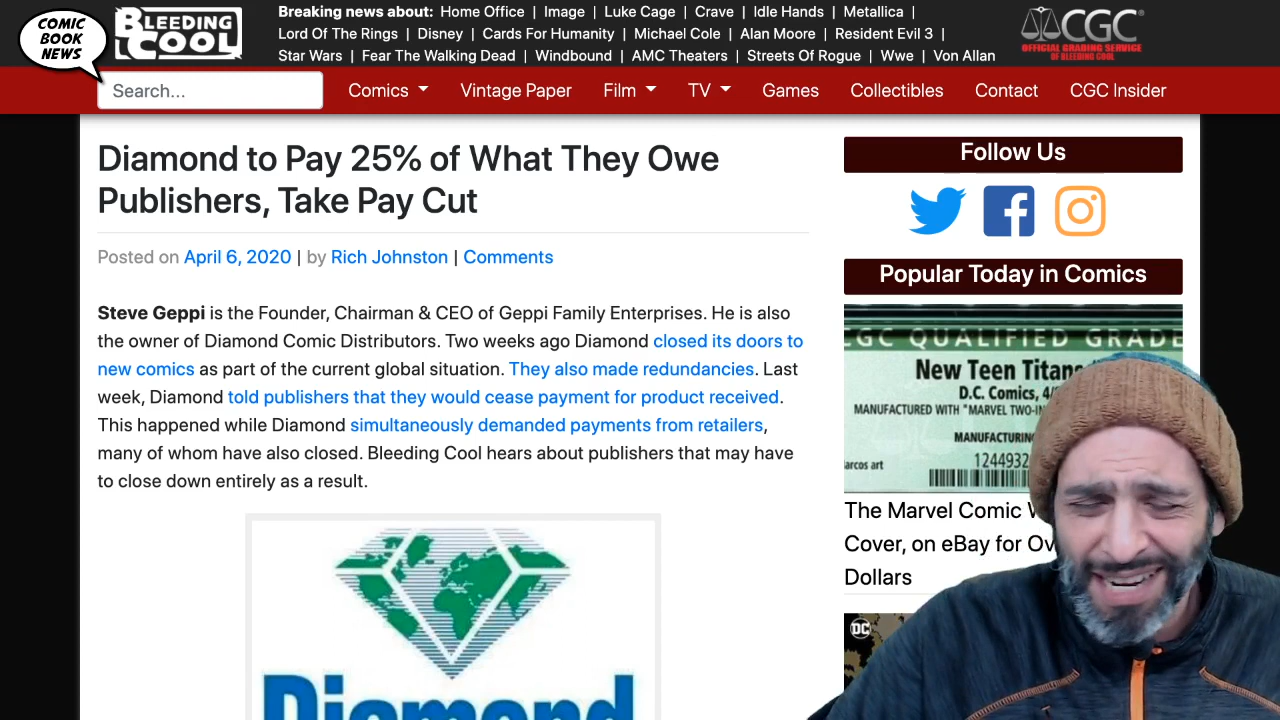 COMIC
BOOK
NEWS
BLEEDING
COOL
Breaking news about: Home Office | Image | Luke Cage | Crave | Idle Hands | Metallica |
Lord Of The Rings | Disney | Cards For Humanity | Michael Cole | Alan Moore | Resident Evil 3 |
Star Wars | Fear The Walking Dead | Windbound | AMC Theaters | Streets Of Rogue | Wwe | Von Allan
CGC
OFFICIAL GRADING SERVICE
OF BLEEDING COOL
Search... Comics Vintage Paper Film TV Games Collectibles Contact CGC Insider
Diamond to Pay 25% of What They Owe
Publishers, Take Pay Cut
Posted on April 6, 2020 | by Rich Johnston | Comments
Steve Geppi is the Founder, Chairman & CEO of Geppi Family Enterprises. He is also
the owner of Diamond Comic Distributors. Two weeks ago Diamond closed its doors to
new comics as part of the current global situation. They also made redundancies. Last
week, Diamond told publishers that they would cease payment for product received.
This happened while Diamond simultaneously demanded payments from retailers,
many of whom have also closed. Bleeding Cool hears about publishers that may have
to close down entirely as a result.
Diamond
Follow Us
Popular Today in Comics
CGC QUALIFIED GRADE
New Teen Titans
D.C. Comics, 4/
MANUFACTURED WITH "MARVEL TWO-IN
MANUFACTURING
arcos art
1244932
The Marvel Comic
Cover, on eBay for
Dollars
DC